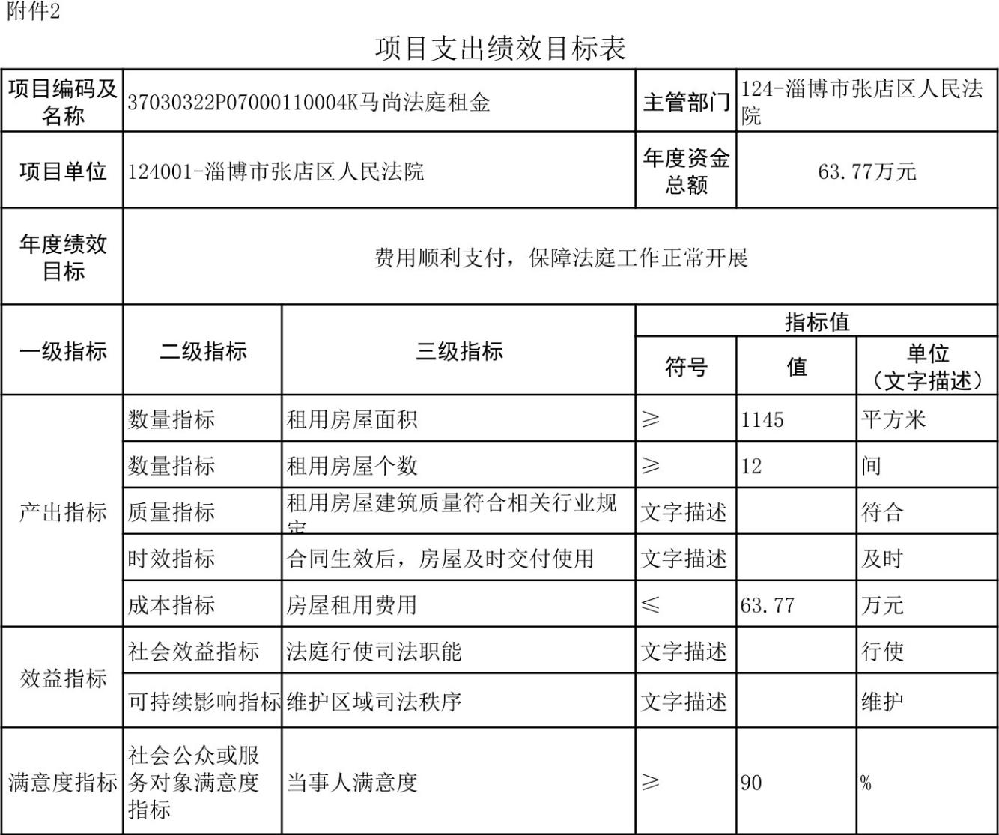 附件2
项目支出绩效目标表
项目编码及
名称
37030322P07000110004K马尚法庭租金
主管部门
124-淄博市张店区人民法
院
项目单位
124001-淄博市张店区人民法院
年度资金
总额
63.77万元
年度绩效
目标
费用顺利支付，保障法庭工作正常开展
一级指标
二级指标
三级指标
指标值
符号
值
单位
（文字描述）
产出指标
数量指标
租用房屋面积
≥
1145
平方米
数量指标
租用房屋个数
≥
12
间
质量指标
租用房屋建筑质量符合相关行业规
定
文字描述
符合
时效指标
合同生效后，房屋及时交付使用
文字描述
及时
成本指标
房屋租用费用
≤
63.77
万元
效益指标
社会效益指标
法庭行使司法职能
文字描述
行使
可持续影响指标
维护区域司法秩序
文字描述
维护
满意度指标
社会公众或服
务对象满意度
指标
当事人满意度
≥
90
%